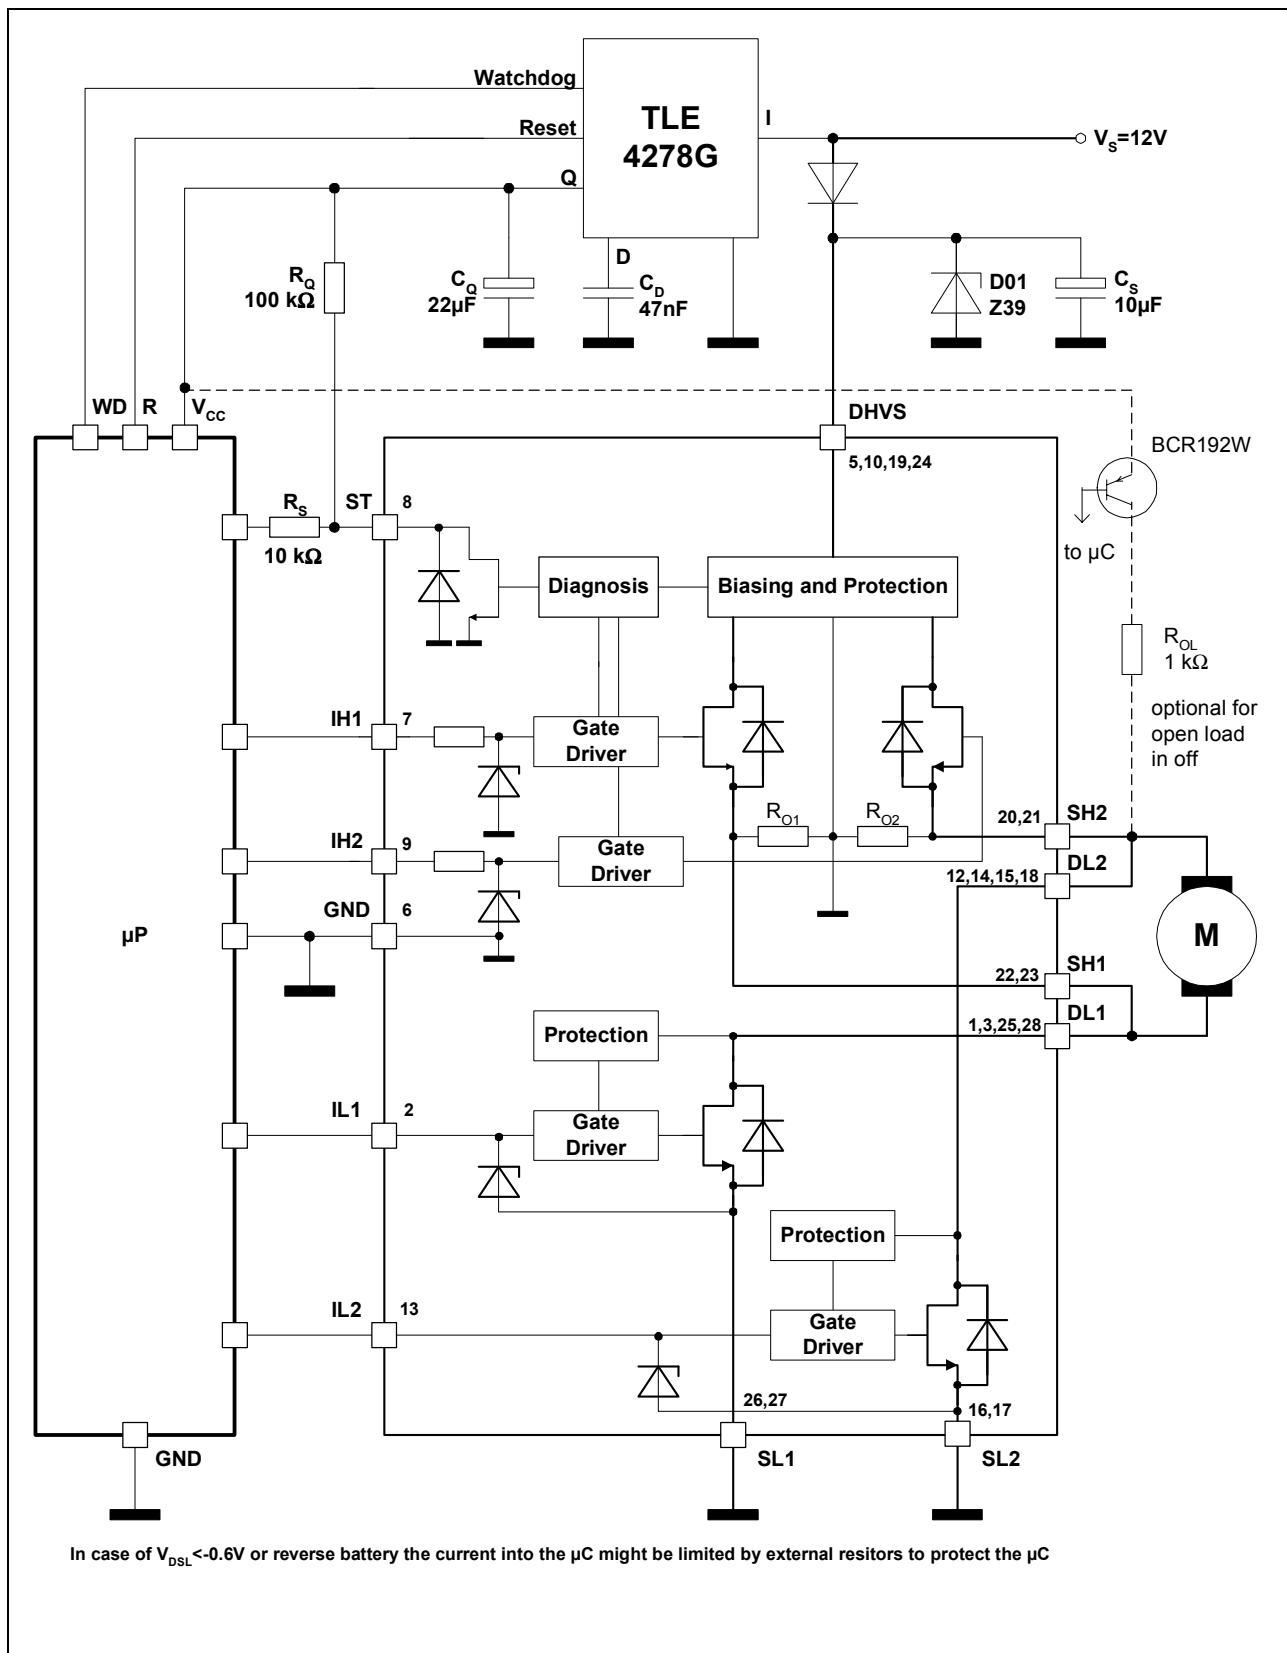 Watchdog
TLE
4278G
I
Reset
V_S=12V
Q
D
R_Q
100 kΩ
C_Q
22µF
C_D
47nF
D01
Z39
C_S
10µF
WD
R
V_CC
DHVS
5,10,19,24
BCR192W
R_S
10 kΩ
ST
8
to µC
Diagnosis
Biasing and Protection
R_OL
1 kΩ
optional for
open load
in off
IH1
7
Gate
Driver
R_O1
R_O2
20,21
SH2
IH2
9
Gate
Driver
DL2
12,14,15,18
GND
6
µP
M
SH1
22,23
DL1
1,3,25,28
Protection
IL1
2
Gate
Driver
Protection
IL2
13
Gate
Driver
26,27
16,17
GND
SL1
SL2
In case of V_DSL<-0.6V or reverse battery the current into the µC might be limited by external resitors to protect the µC